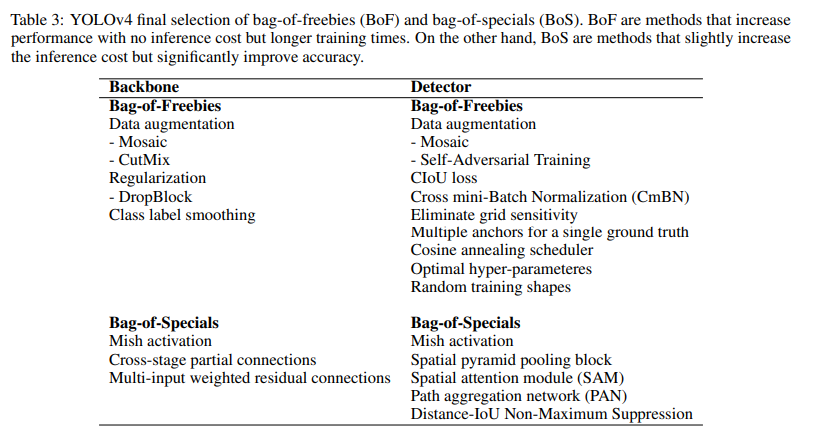 Table 3: YOLOv4 final selection of bag-of-freebies (BoF) and bag-of-specials (BoS). BoF are methods that increase
performance with no inference cost but longer training times. On the other hand, BoS are methods that slightly increase
the inference cost but significantly improve accuracy.
Backbone Detector
Bag-of-Freebies Bag-of-Freebies
Data augmentation Data augmentation
- Mosaic - Mosaic
- CutMix - Self-Adversarial Training
Regularization CIoU loss
- DropBlock Cross mini-Batch Normalization (CmBN)
Class label smoothing Eliminate grid sensitivity
Multiple anchors for a single ground truth
Cosine annealing scheduler
Optimal hyper-parameteres
Random training shapes
Bag-of-Specials Bag-of-Specials
Mish activation Mish activation
Cross-stage partial connections Spatial pyramid pooling block
Multi-input weighted residual connections Spatial attention module (SAM)
Path aggregation network (PAN)
Distance-IoU Non-Maximum Suppression